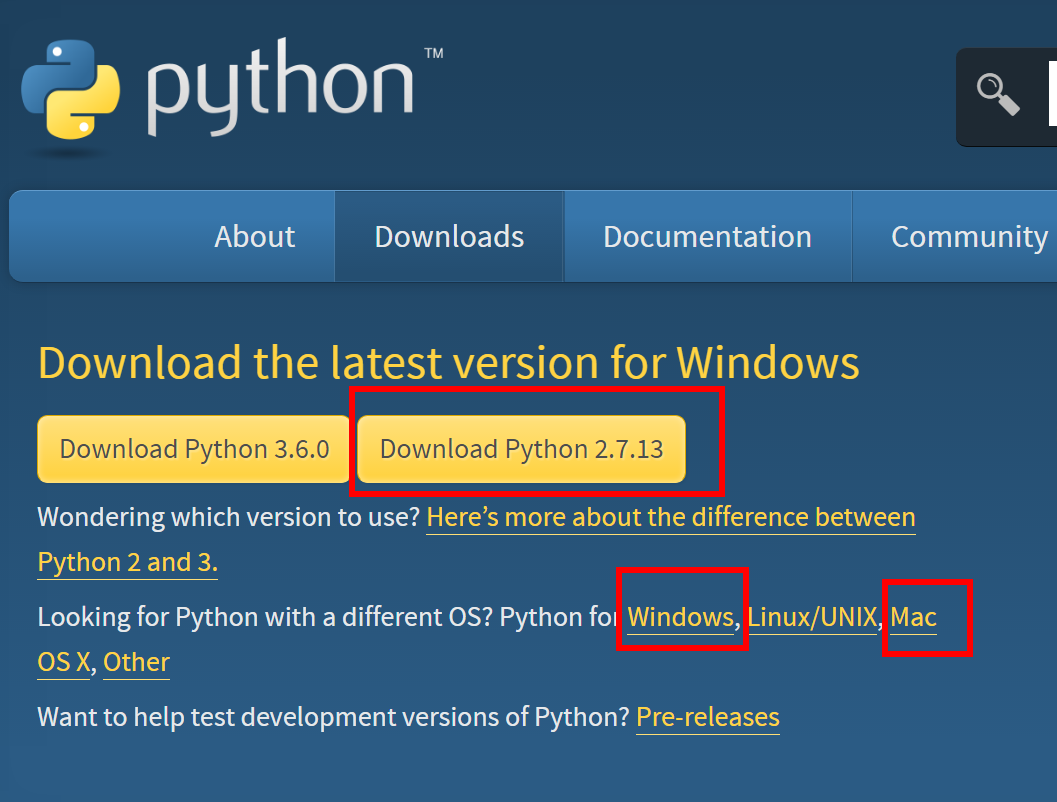 python™
About Downloads Documentation Community
Download the latest version for Windows
Download Python 3.6.0 Download Python 2.7.13
Wondering which version to use? Here's more about the difference between
Python 2 and 3.
Looking for Python with a different OS? Python for Windows, Linux/UNIX, Mac
OS X, Other
Want to help test development versions of Python? Pre-releases